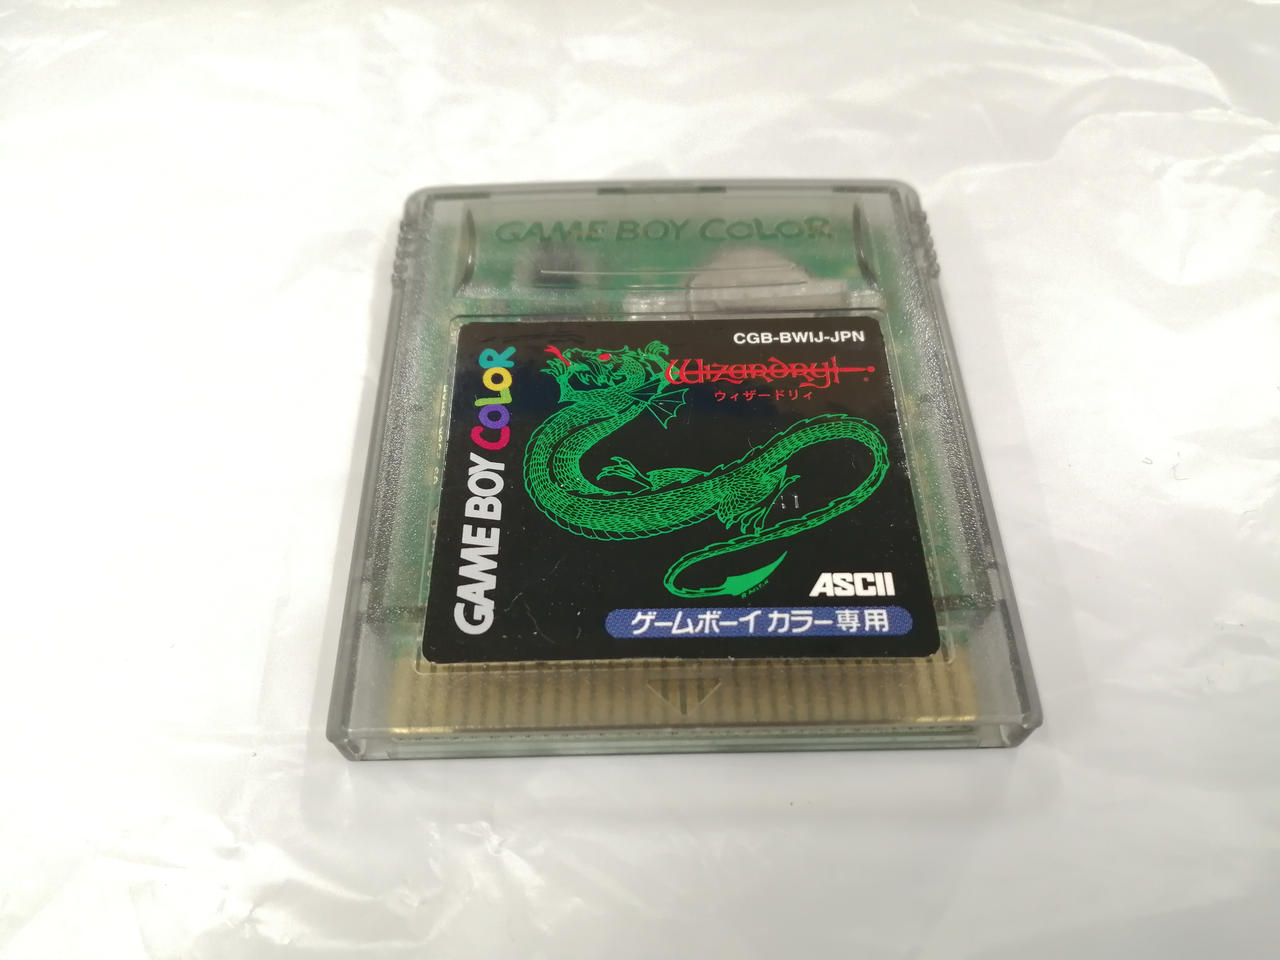 GAME BOY COLOR
CGB-BWIJ-JPN
Wizardry
ウィザードリィ
GAME BOY COLOR
ASCII
ゲームボーイ カラー専用